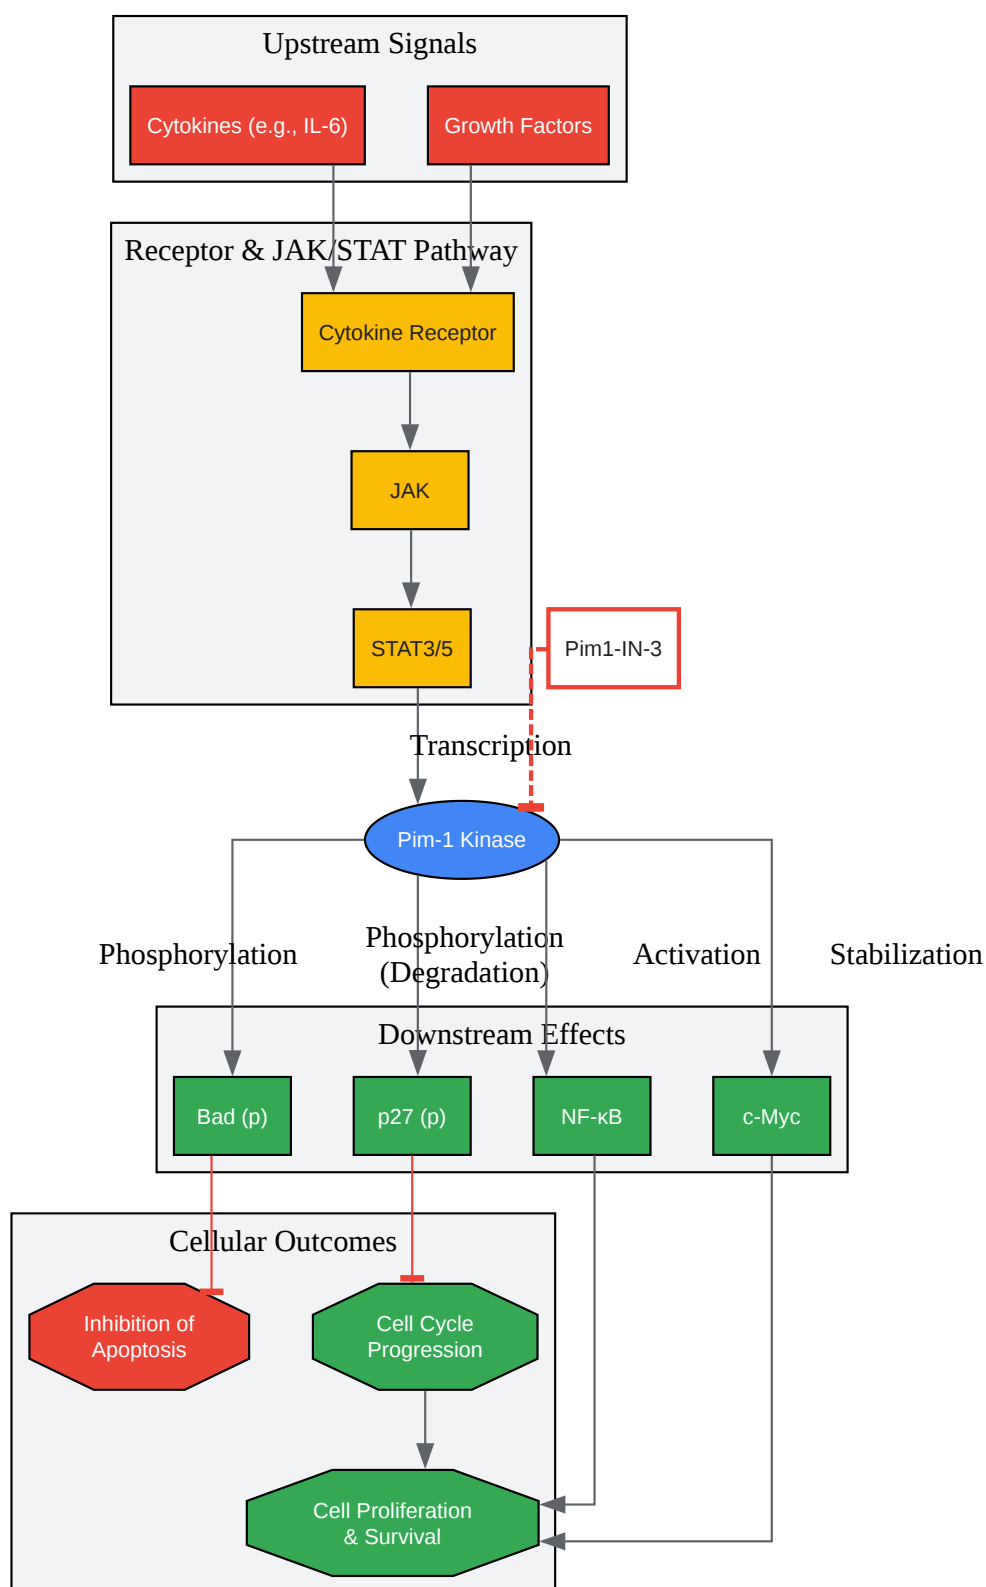 Upstream Signals
Cytokines (e.g., IL-6)
Growth Factors
Receptor & JAK/STAT Pathway
Cytokine Receptor
JAK
STAT3/5
Pim1-IN-3
Transcription
Pim-1 Kinase
Phosphorylation
Phosphorylation
(Degradation)
Activation
Stabilization
Downstream Effects
Bad (p)
p27 (p)
NF-κB
c-Myc
Cellular Outcomes
Inhibition of
Apoptosis
Cell Cycle
Progression
Cell Proliferation
& Survival